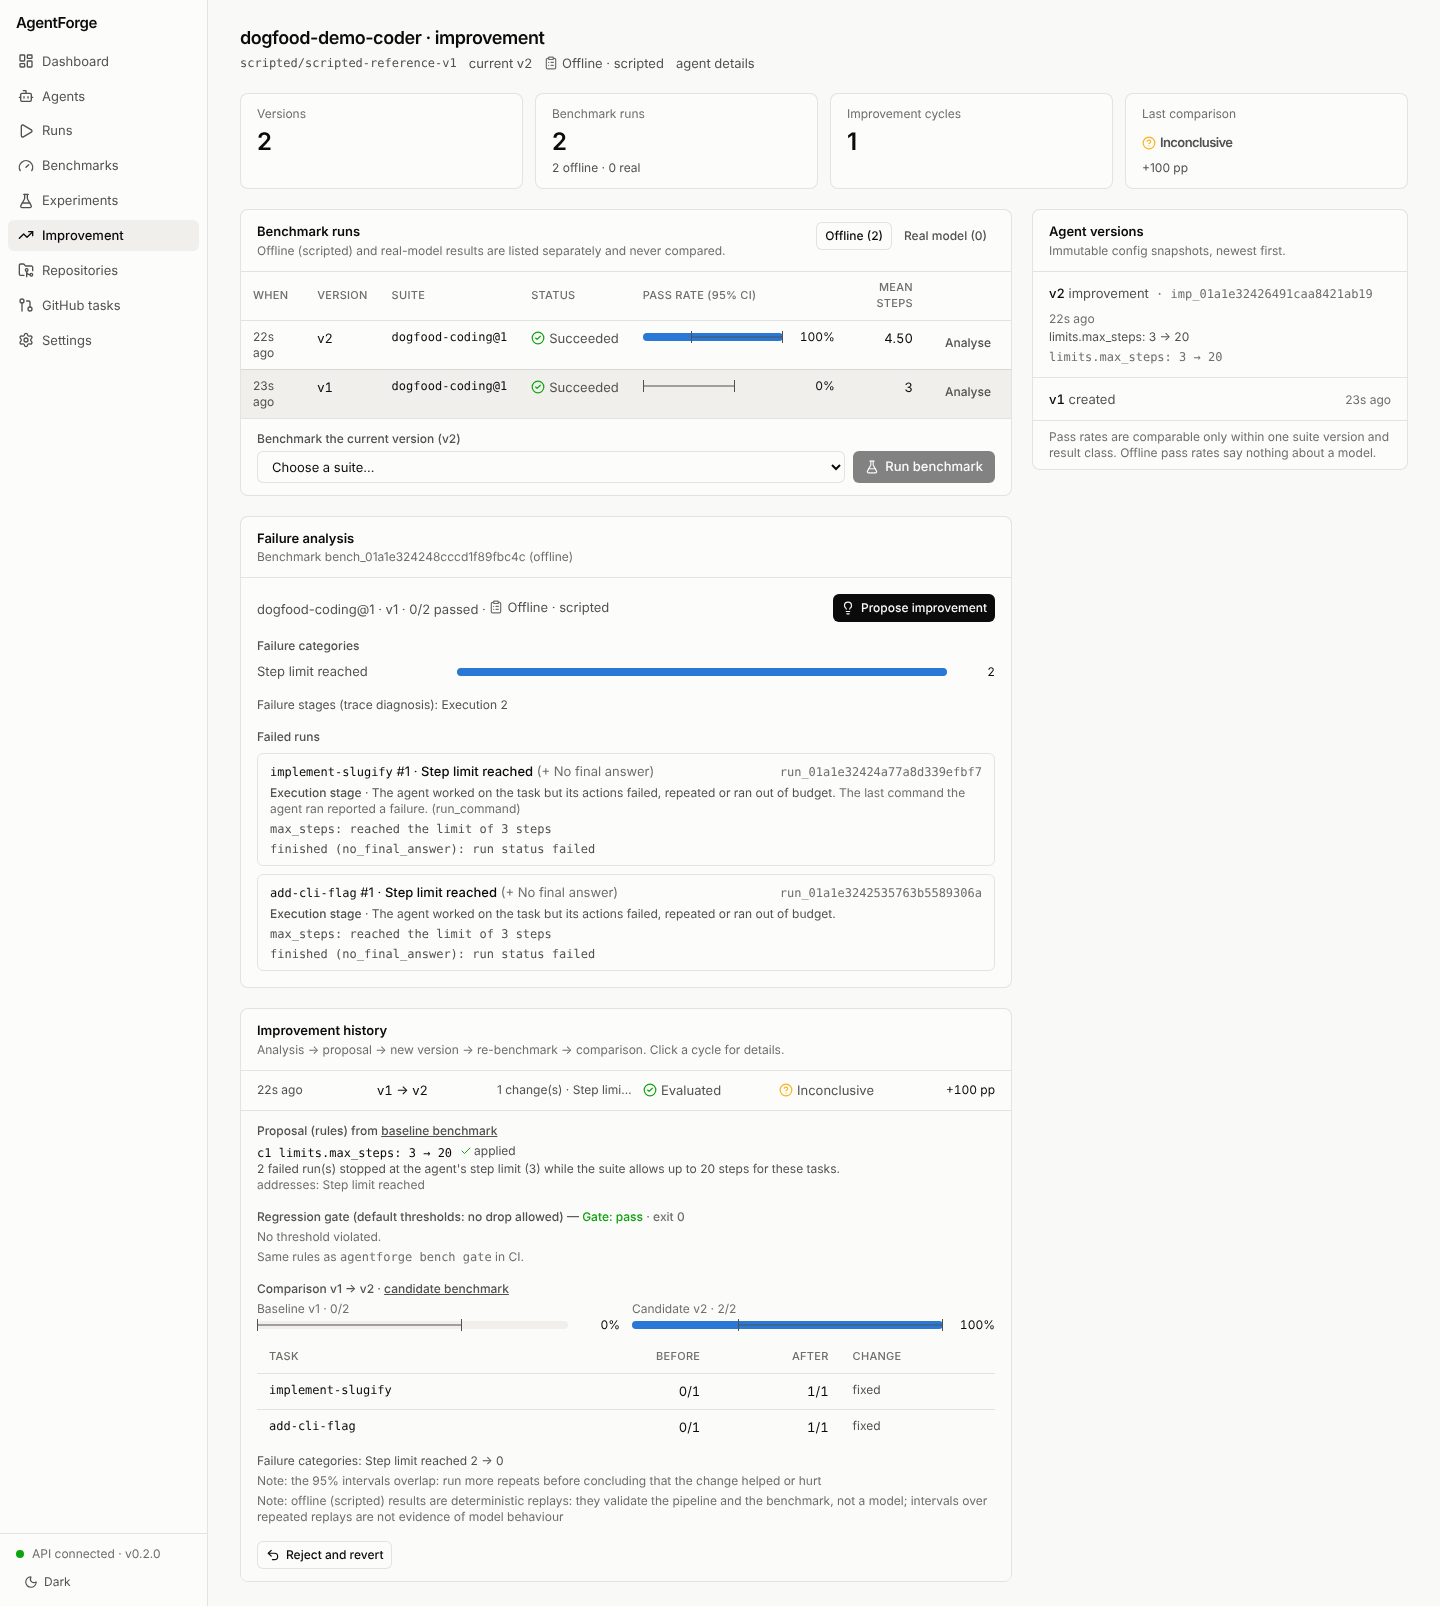 AgentForge
Dashboard
Agents
Runs
Benchmarks
Experiments
Improvement
Repositories
GitHub tasks
Settings
API connected · v0.2.0
Dark
dogfood-demo-coder · improvement
scripted/scripted-reference-v1 current v2 Offline · scripted agent details
Versions
2
Benchmark runs
2
2 offline · 0 real
Improvement cycles
1
Last comparison
Inconclusive
+100 pp
Benchmark runs
Offline (scripted) and real-model results are listed separately and never compared.
Offline (2) Real model (0)
WHEN VERSION SUITE STATUS PASS RATE (95% CI) MEAN STEPS
22s ago v2 dogfood-coding@1 Succeeded 100% 4.50 Analyse
23s ago v1 dogfood-coding@1 Succeeded 0% 3 Analyse
Benchmark the current version (v2)
Choose a suite... Run benchmark
Agent versions
Immutable config snapshots, newest first.
v2 improvement · imp_01a1e32426491caa8421ab19
22s ago
limits.max_steps: 3 → 20
limits.max_steps: 3 → 20
v1 created 23s ago
Pass rates are comparable only within one suite version and
result class. Offline pass rates say nothing about a model.
Failure analysis
Benchmark bench_01a1e324248cccd1f89fbc4c (offline)
dogfood-coding@1 · v1 · 0/2 passed · Offline · scripted
Propose improvement
Failure categories
Step limit reached 2
Failure stages (trace diagnosis): Execution 2
Failed runs
implement-slugify #1 · Step limit reached (+ No final answer) run_01a1e32424a77a8d339efbf7
Execution stage · The agent worked on the task but its actions failed, repeated or ran out of budget. The last command the
agent ran reported a failure. (run_command)
max_steps: reached the limit of 3 steps
finished (no_final_answer): run status failed
add-cli-flag #1 · Step limit reached (+ No final answer) run_01a1e3242535763b5589306a
Execution stage · The agent worked on the task but its actions failed, repeated or ran out of budget.
max_steps: reached the limit of 3 steps
finished (no_final_answer): run status failed
Improvement history
Analysis → proposal → new version → re-benchmark → comparison. Click a cycle for details.
22s ago v1 → v2 1 change(s) · Step limi... Evaluated Inconclusive +100 pp
Proposal (rules) from baseline benchmark
c1 limits.max_steps: 3 → 20 applied
2 failed run(s) stopped at the agent's step limit (3) while the suite allows up to 20 steps for these tasks.
addresses: Step limit reached
Regression gate (default thresholds: no drop allowed) — Gate: pass · exit 0
No threshold violated.
Same rules as agentforge bench gate in CI.
Comparison v1 → v2 · candidate benchmark
Baseline v1 · 0/2 Candidate v2 · 2/2
0% 100%
TASK BEFORE AFTER CHANGE
implement-slugify 0/1 1/1 fixed
add-cli-flag 0/1 1/1 fixed
Failure categories: Step limit reached 2 → 0
Note: the 95% intervals overlap: run more repeats before concluding that the change helped or hurt
Note: offline (scripted) results are deterministic replays: they validate the pipeline and the benchmark, not a model; intervals over
repeated replays are not evidence of model behaviour
Reject and revert